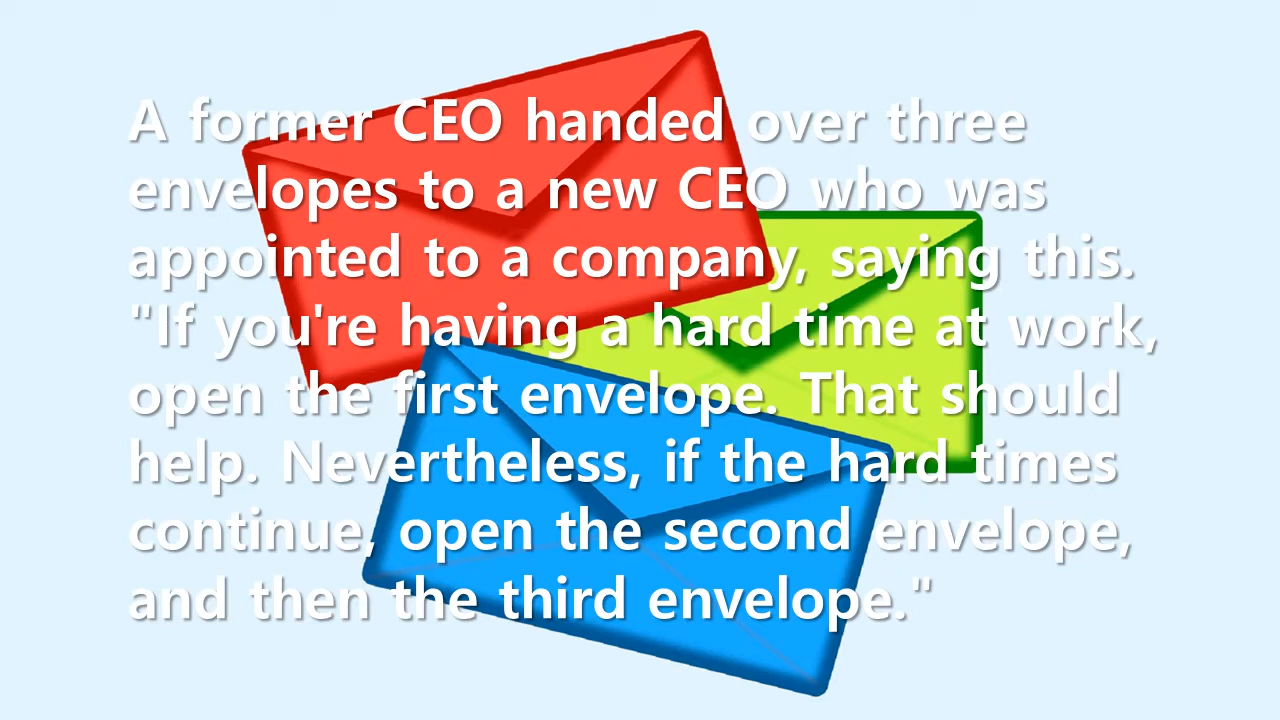 A former CEO handed over three
envelopes to a new CEO who was
appointed to a company, saying this.
"If you're having a hard time at work,
open the first envelope. That should
help. Nevertheless, if the hard times
continue, open the second envelope,
and then the third envelope."